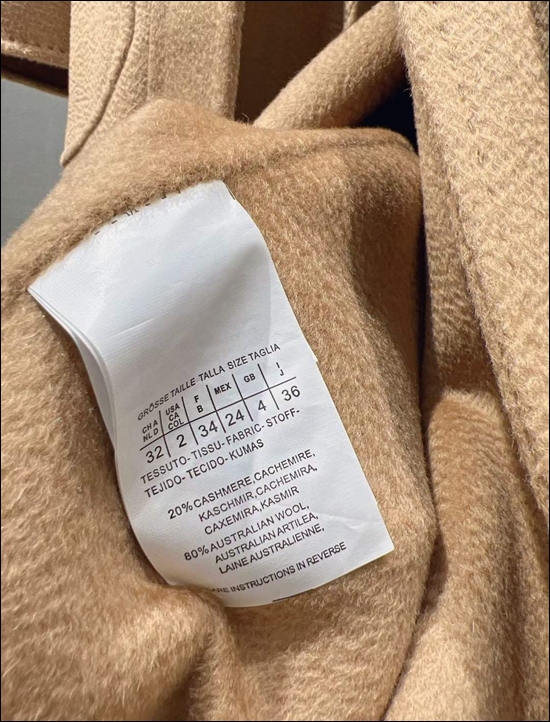 GRÖSSE TAILLE TALLA SIZE TAGLIA
CH A USA F MEX GB I
NL D CA B J
COL
32 2 34 24 4 36
TESSUTO-TISSU-FABRIC-STOFF-
TEJIDO-TECIDO-KUMAS
20% CASHMERE, CACHEMIRE,
KASCHMIR, CACHEMIRA,
CAXEMIRA, KASMIR
80% AUSTRALIAN WOOL,
AUSTRALIAN ARTILEA,
LAINE AUSTRALIENNE,
ARE INSTRUCTIONS IN REVERSE